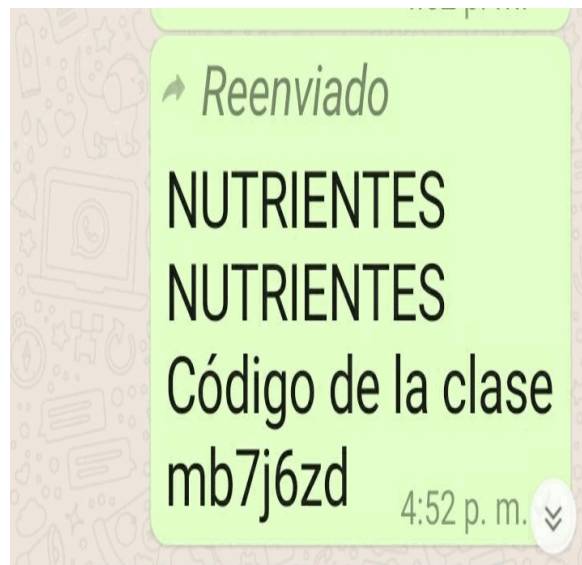 Reenviado
NUTRIENTES
NUTRIENTES
Código de la clase
mb7j6zd
4:52 p. m.